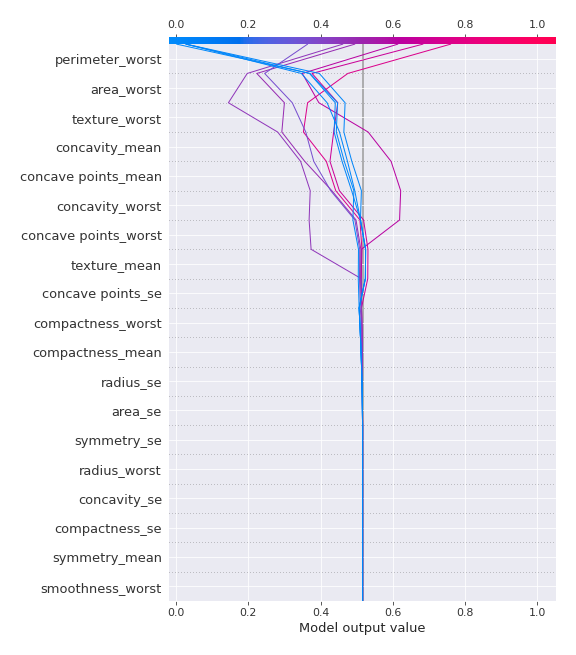 0.0 0.2 0.4 0.6 0.8 1.0
perimeter_worst
area_worst
texture_worst
concavity_mean
concave points_mean
concavity_worst
concave points_worst
texture_mean
concave points_se
compactness_worst
compactness_mean
radius_se
area_se
symmetry_se
radius_worst
concavity_se
compactness_se
symmetry_mean
smoothness_worst
0.0 0.2 0.4 0.6 0.8 1.0
Model output value